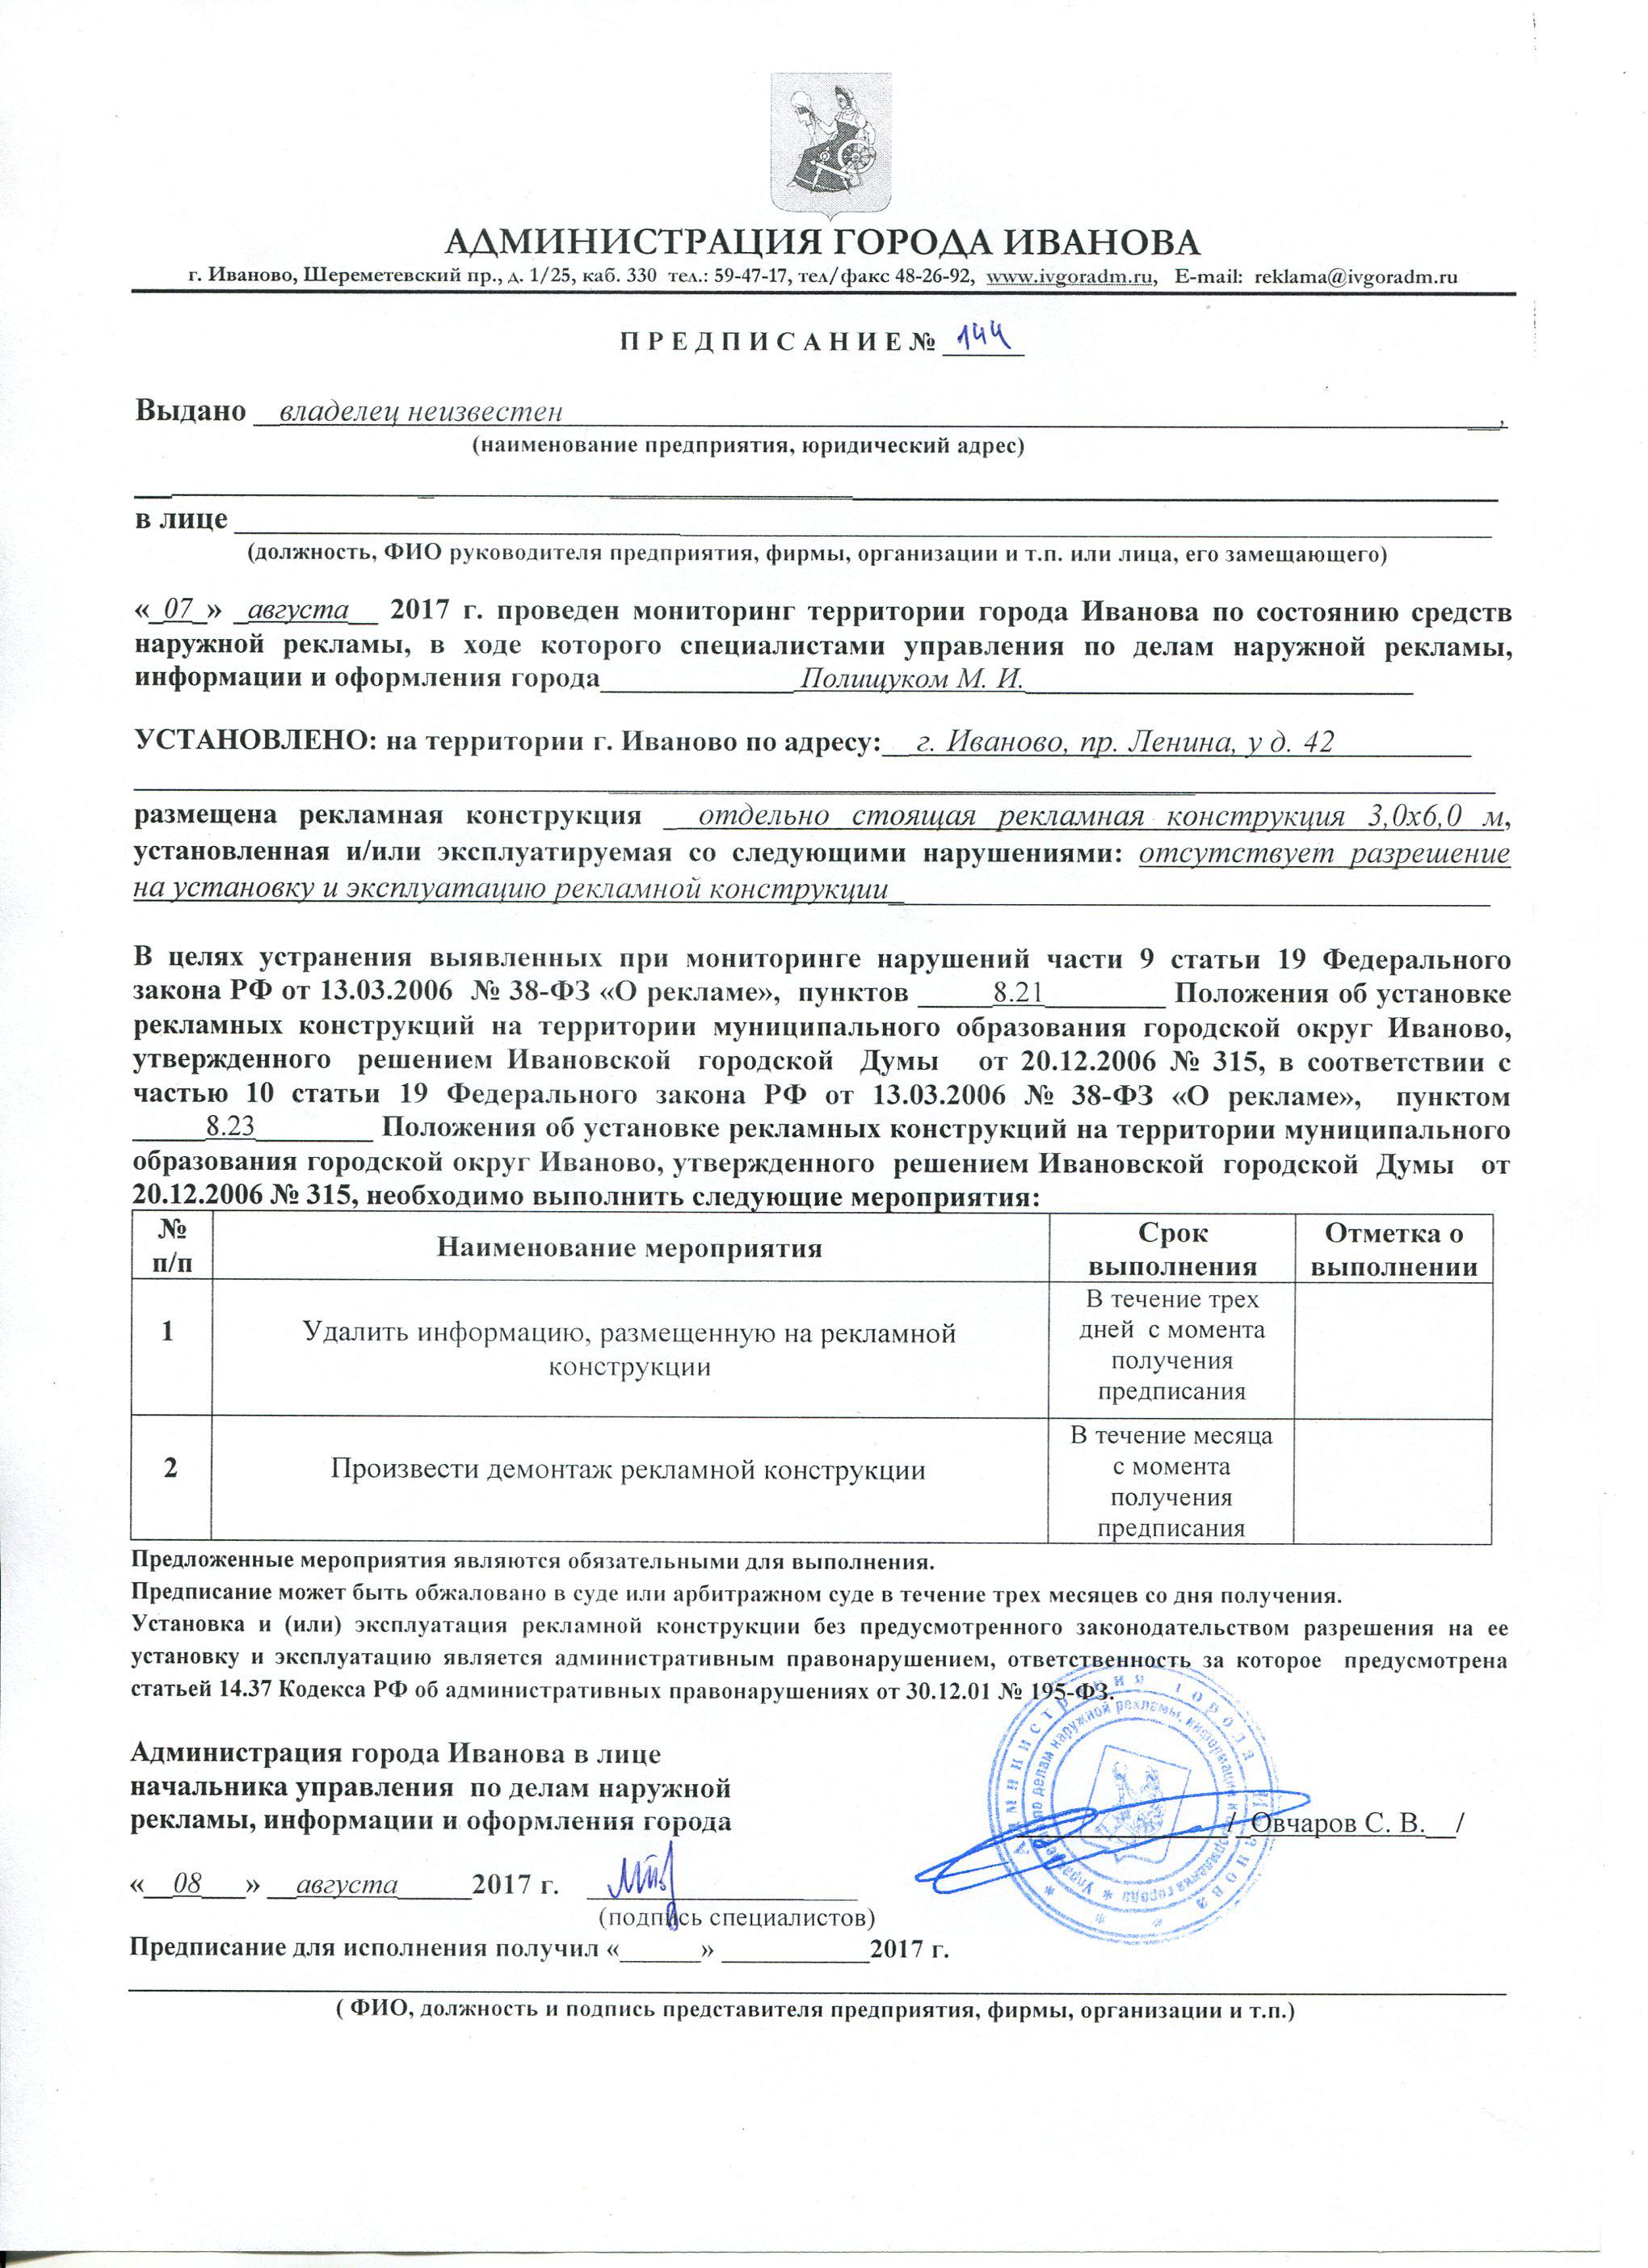 АДМИНИСТРАЦИЯ ГОРОДА ИВАНОВА
г. Иваново, Шереметевский пр., д. 1/25, каб. 330 тел.: 59-47-17, тел/факс 48-26-92, www.ivgoradm.ru, E-mail: reklama@ivgoradm.ru
П Р Е Д П И С А Н И Е № 144
Выдано владелец неизвестен,
(наименование предприятия, юридический адрес)
в лице
(должность, ФИО руководителя предприятия, фирмы, организации и т.п. или лица, его замещающего)
«_07_» _августа__ 2017 г. проведен мониторинг территории города Иванова по состоянию средств
наружной рекламы, в ходе которого специалистами управления по делам наружной рекламы,
информации и оформления города Полищуком М. И.
УСТАНОВЛЕНО: на территории г. Иваново по адресу: г. Иваново, пр. Ленина, у д. 42
размещена рекламная конструкция отдельно стоящая рекламная конструкция 3,0х6,0 м,
установленная и/или эксплуатируемая со следующими нарушениями: отсутствует разрешение
на установку и эксплуатацию рекламной конструкции
В целях устранения выявленных при мониторинге нарушений части 9 статьи 19 Федерального
закона РФ от 13.03.2006 № 38-ФЗ «О рекламе», пунктов 8.21 Положения об установке
рекламных конструкций на территории муниципального образования городской округ Иваново,
утвержденного решением Ивановской городской Думы от 20.12.2006 № 315, в соответствии с
частью 10 статьи 19 Федерального закона РФ от 13.03.2006 № 38-ФЗ «О рекламе», пунктом
8.23 Положения об установке рекламных конструкций на территории муниципального
образования городской округ Иваново, утвержденного решением Ивановской городской Думы от
20.12.2006 № 315, необходимо выполнить следующие мероприятия:
№ п/п Наименование мероприятия Срок выполнения Отметка о выполнении
1 Удалить информацию, размещенную на рекламной конструкции В течение трех дней с момента получения предписания
2 Произвести демонтаж рекламной конструкции В течение месяца с момента получения предписания
Предложенные мероприятия являются обязательными для выполнения.
Предписание может быть обжаловано в суде или арбитражном суде в течение трех месяцев со дня получения.
Установка и (или) эксплуатация рекламной конструкции без предусмотренного законодательством разрешения на ее
установку и эксплуатацию является административным правонарушением, ответственность за которое предусмотрена
статьей 14.37 Кодекса РФ об административных правонарушениях от 30.12.01 № 195-ФЗ.
Администрация города Иванова в лице
начальника управления по делам наружной
рекламы, информации и оформления города /_Овчаров С. В.__/
Администрация города Иванова
Управление по делам наружной рекламы, информации и оформления города
«__08___» __августа_____2017 г.
(подпись специалистов)
Предписание для исполнения получил «______» ___________2017 г.
( ФИО, должность и подпись представителя предприятия, фирмы, организации и т.п.)